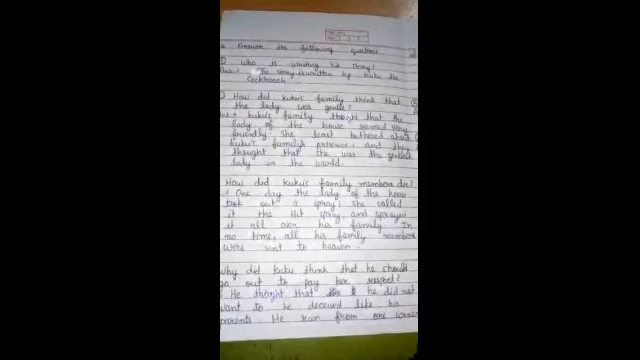 Answer the following questions
Who is writing his story?
The story is written by kuku the
Cockroach
How did kuku's family think that
the lady was gentle?
kuku's family thought that the
lady of the house seemed very
friendly she least bothered about
kuku's family's presence, and they
thought that she was the gentlest
lady in the world.
How did kuku's family members die?
One day the lady of the house
took out a spray; she called
it the Hit spray, and sprayed
it all over his family. In
no time, all his family members
were sent to heaven.
Why did kuku think that he should
go out to pay her respect?
He thought that he did not
want to be deceived like his
parents He ran from one corner